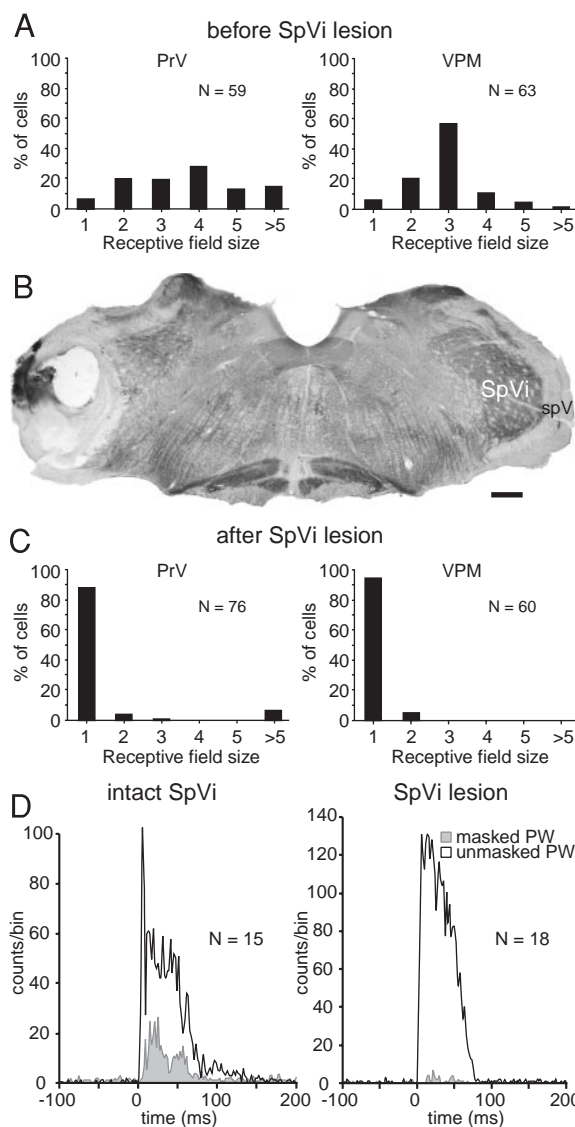 A
before SpVi lesion
PrV
N = 59
% of cells
100
80
60
40
20
0
1 2 3 4 5 >5
Receptive field size
VPM
N = 63
% of cells
100
80
60
40
20
0
1 2 3 4 5 >5
Receptive field size
B
SpVi
spV
C
after SpVi lesion
PrV
N = 76
% of cells
100
80
60
40
20
0
1 2 3 4 5 >5
Receptive field size
VPM
N = 60
% of cells
100
80
60
40
20
0
1 2 3 4 5 >5
Receptive field size
D
intact SpVi
N = 15
counts/bin
100
80
60
40
20
0
-100 0 100 200
time (ms)
SpVi lesion
masked PW
unmasked PW
N = 18
counts/bin
140
120
100
80
60
40
20
0
-100 0 100 200
time (ms)